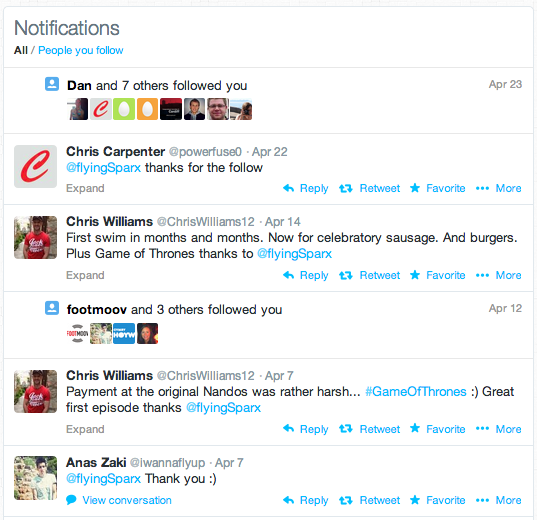 Notifications
All / People you follow
Dan and 7 others followed you
Apr 23
Chris Carpenter @powerfuse0 · Apr 22
@flyingSparx thanks for the follow
Expand
Reply Retweet Favorite ••• More
Chris Williams @ChrisWilliams12 · Apr 14
First swim in months and months. Now for celebratory sausage. And burgers.
Plus Game of Thrones thanks to @flyingSparx
Expand
Reply Retweet Favorite ••• More
footmoov and 3 others followed you
Apr 12
FOOTMOOV
Chris Williams @ChrisWilliams12 · Apr 7
Payment at the original Nandos was rather harsh... #GameOfThrones :) Great
first episode thanks @flyingSparx
Expand
Reply Retweet Favorite ••• More
Anas Zaki @iwannaflyup · Apr 7
@flyingSparx Thank you :)
View conversation
Reply Retweet Favorite ••• More